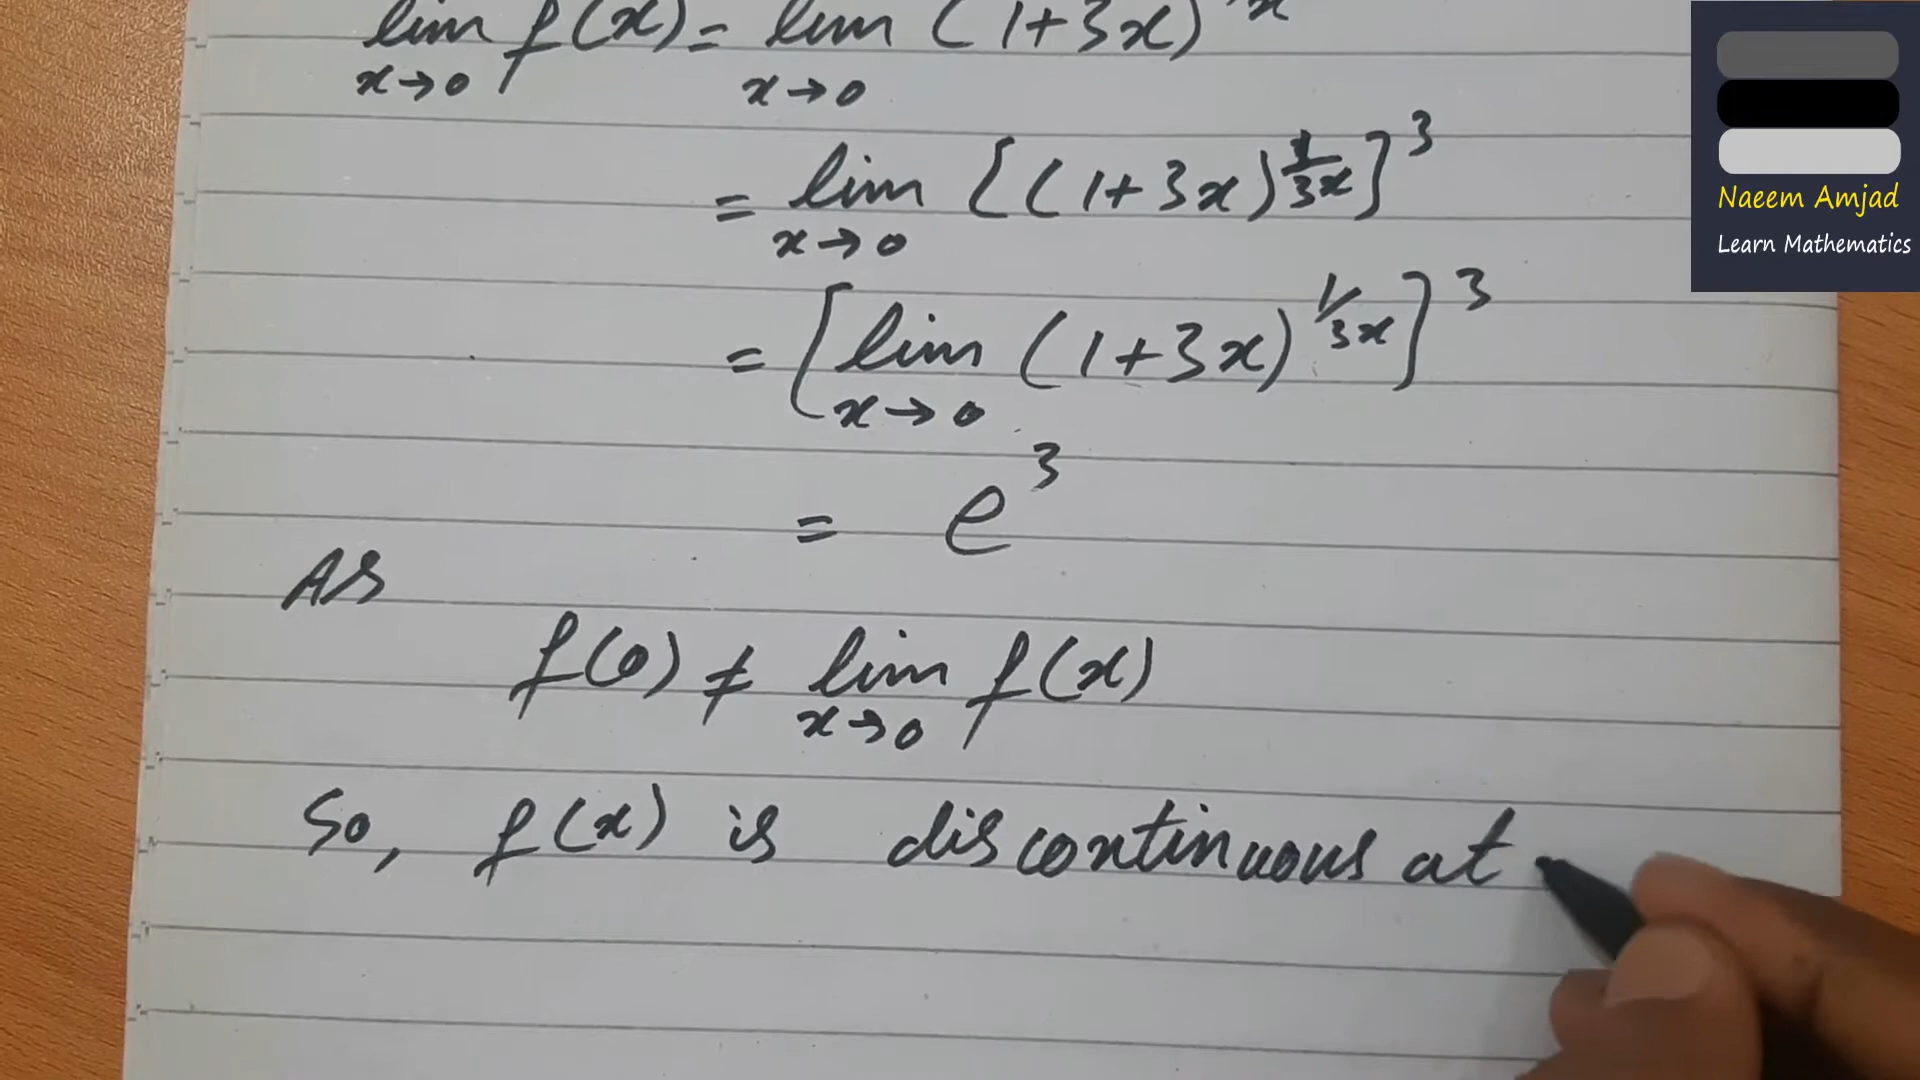 lim f(x) = lim (1+3x)
x→0 x→0
= lim [(1+3x)^{1/3x}]^3
x→0
= [lim (1+3x)^{1/3x}]^3
x→0
= e^3
As
f(0) ≠ lim f(x)
x→0
So, f(x) is discontinuous at
Naeem Amjad
Learn Mathematics